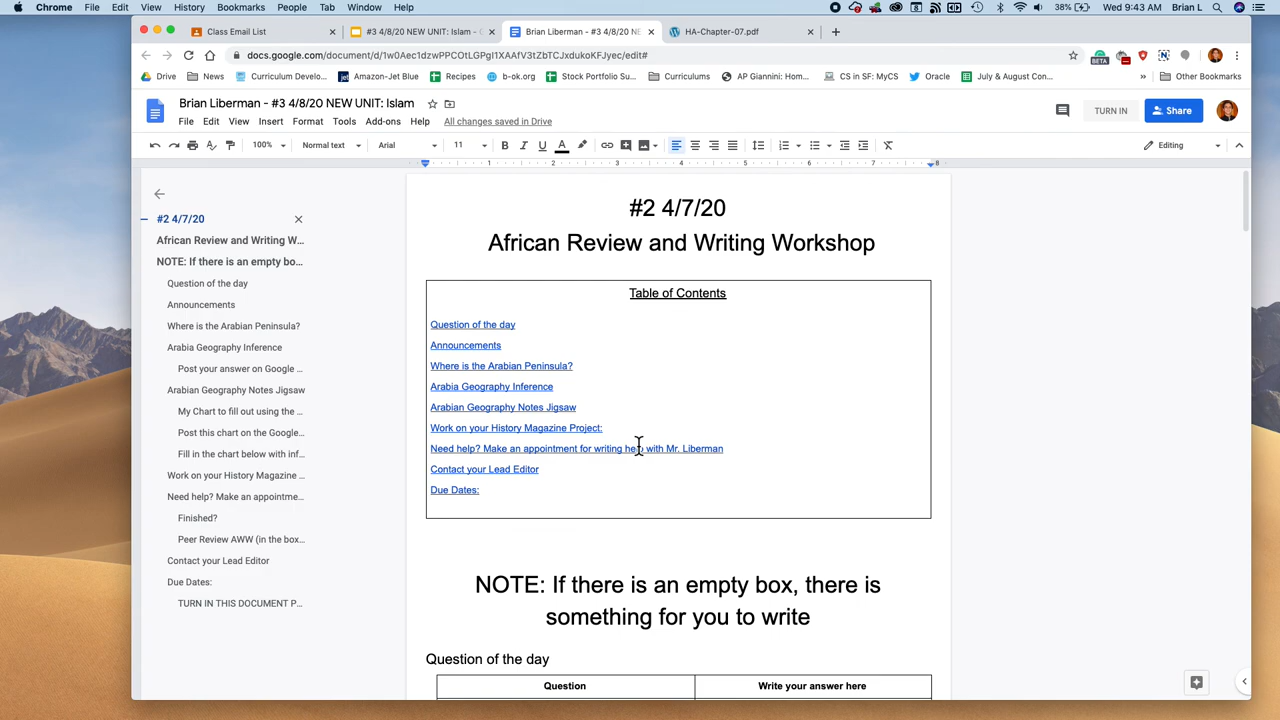 Chrome File Edit View History Bookmarks People Tab Window Help 38% Wed 9:43 AM Brian L
Class Email List #3 4/8/20 NEW UNIT: Islam - Brian Liberman - #3 4/8/20 NE HA-Chapter-07.pdf
docs.google.com/document/d/1w0Aec1dzwPPCOtLGPgI1XAAfV3tZbTCJxdukoKFJyec/edit# BETA
Drive News Curriculum Develo... Amazon-Jet Blue Recipes b-ok.org Stock Portfolio Su... Curriculums AP Giannini: Hom... CS in SF: MyCS Oracle July & August Con... » Other Bookmarks
Brian Liberman - #3 4/8/20 NEW UNIT: Islam TURN IN Share
File Edit View Insert Format Tools Add-ons Help All changes saved in Drive
100% Normal text Arial 11 B I U A Editing
1 2 3 4 5 6 7 8
#2 4/7/20
African Review and Writing W...
NOTE: If there is an empty bo...
Question of the day
Announcements
Where is the Arabian Peninsula?
Arabia Geography Inference
Post your answer on Google ...
Arabian Geography Notes Jigsaw
My Chart to fill out using the ...
Post this chart on the Google...
Fill in the chart below with inf...
Work on your History Magazine ...
Need help? Make an appointme...
Finished?
Peer Review AWW (in the box...
Contact your Lead Editor
Due Dates:
TURN IN THIS DOCUMENT P...
#2 4/7/20
African Review and Writing Workshop
Table of Contents
Question of the day
Announcements
Where is the Arabian Peninsula?
Arabia Geography Inference
Arabian Geography Notes Jigsaw
Work on your History Magazine Project:
Need help? Make an appointment for writing help with Mr. Liberman
Contact your Lead Editor
Due Dates:
NOTE: If there is an empty box, there is
something for you to write
Question of the day
Question Write your answer here